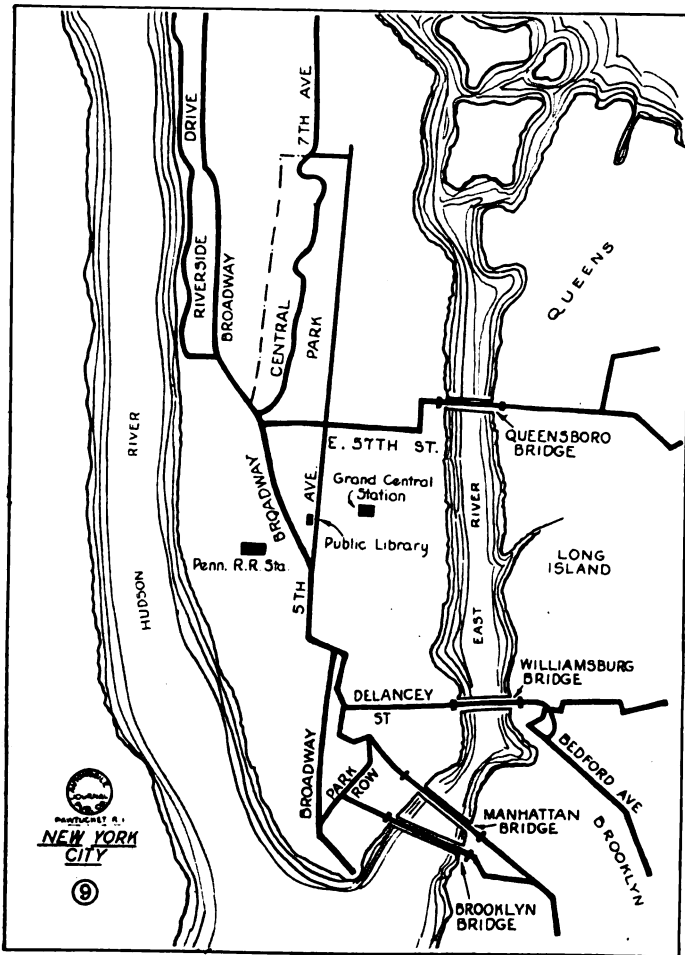 DRIVE
7TH AVE
RIVERSIDE
BROADWAY
CENTRAL
PARK
QUEENS
RIVER
HUDSON
E. 57TH ST.
QUEENSBORO
BRIDGE
BROADWAY
5TH AVE.
Grand Central
Station
Public Library
Penn. R.R. Sta.
RIVER
EAST
LONG
ISLAND
WILLIAMSBURG
BRIDGE
DELANCEY
ST
BROADWAY
PARK
ROW
BEDFORD AVE
BROOKLYN
MANHATTAN
BRIDGE
BROOKLYN
BRIDGE
JOURNAL
PAWTUCKET R.I
NEW YORK
CITY
9